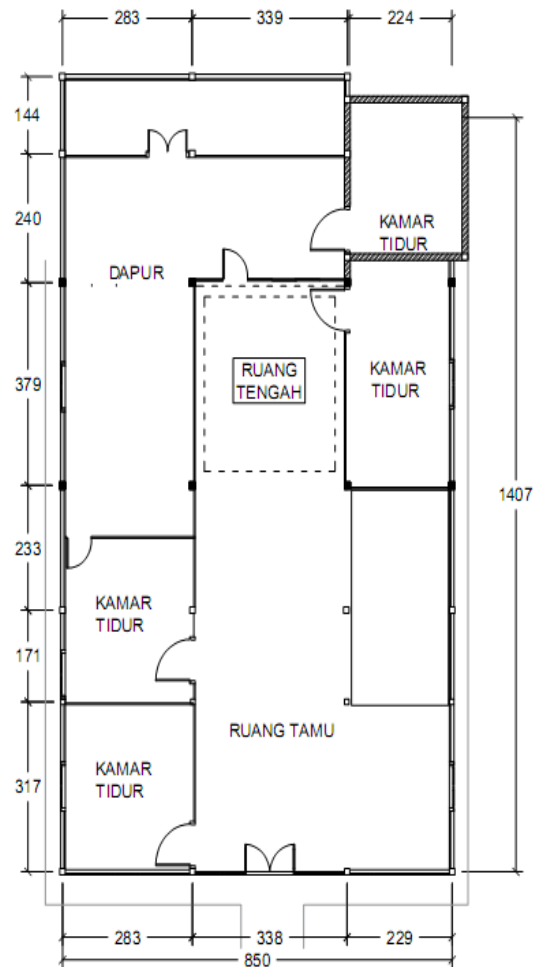 283
339
224
144
240
KAMAR
TIDUR
DAPUR
379
RUANG
TENGAH
KAMAR
TIDUR
1407
233
KAMAR
TIDUR
171
RUANG TAMU
317
KAMAR
TIDUR
283
338
229
850